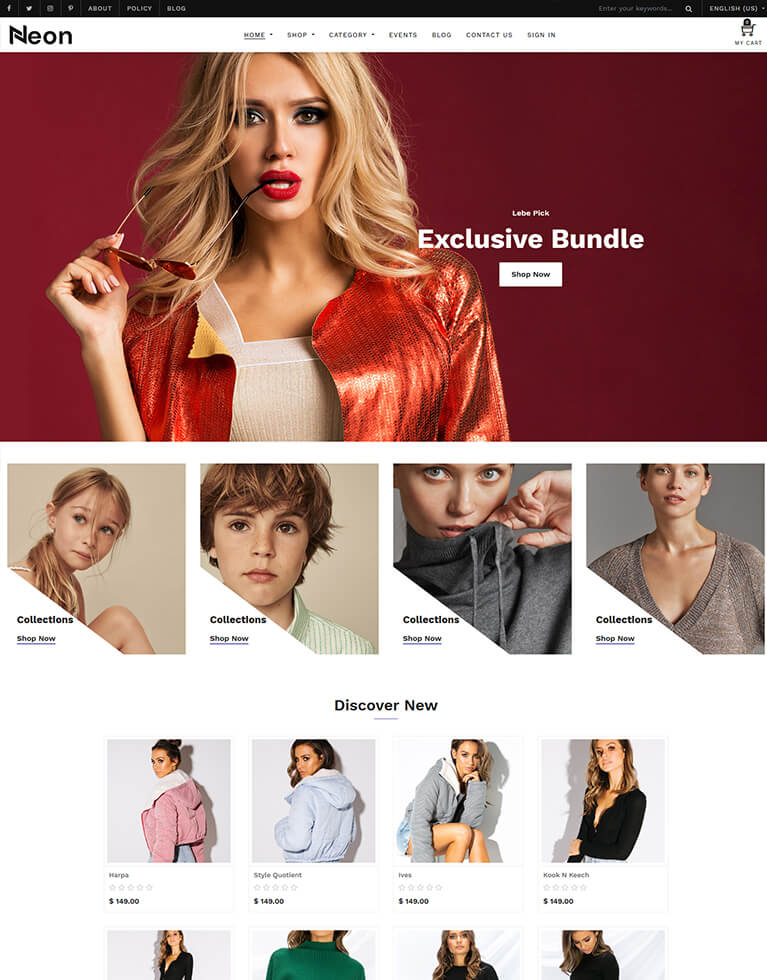 ABOUT POLICY BLOG Enter your keywords... ENGLISH (US)
Neon
HOME SHOP CATEGORY EVENTS BLOG CONTACT US SIGN IN
0
MY CART
Lebe Pick
Exclusive Bundle
Shop Now
Collections Collections Collections Collections
Shop Now Shop Now Shop Now Shop Now
Discover New
Harpa Style Quotient Ives Kook N Keech
$ 149.00 $ 149.00 $ 149.00 $ 149.00